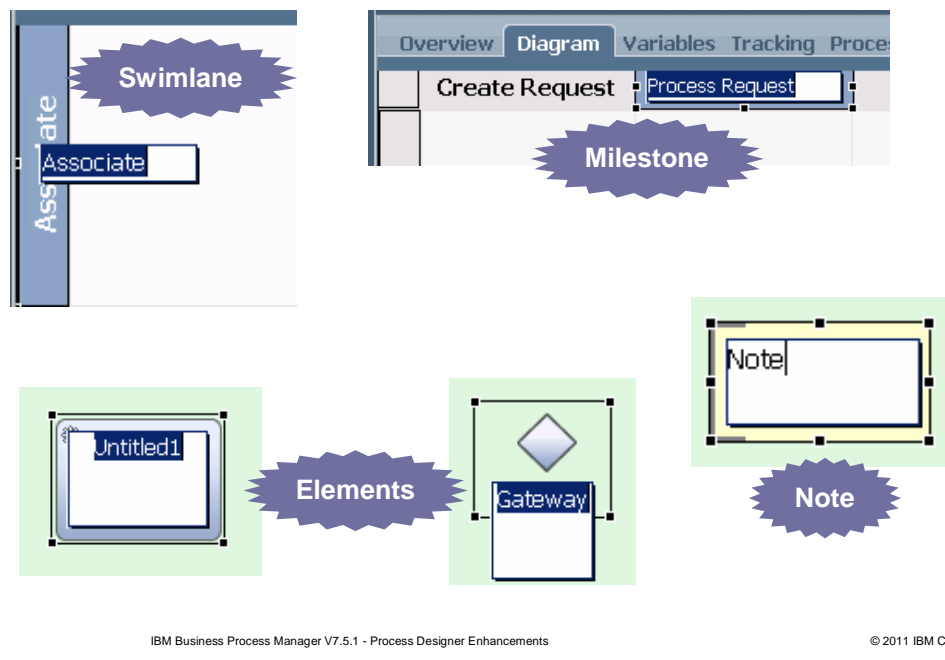 Swimlane
Associate
Associate
Overview Diagram Variables Tracking
Create Request Process Request
Milestone
Note
Untitled1
Elements
Gateway
Note
IBM Business Process Manager V7.5.1 - Process Designer Enhancements
© 2011 IBM